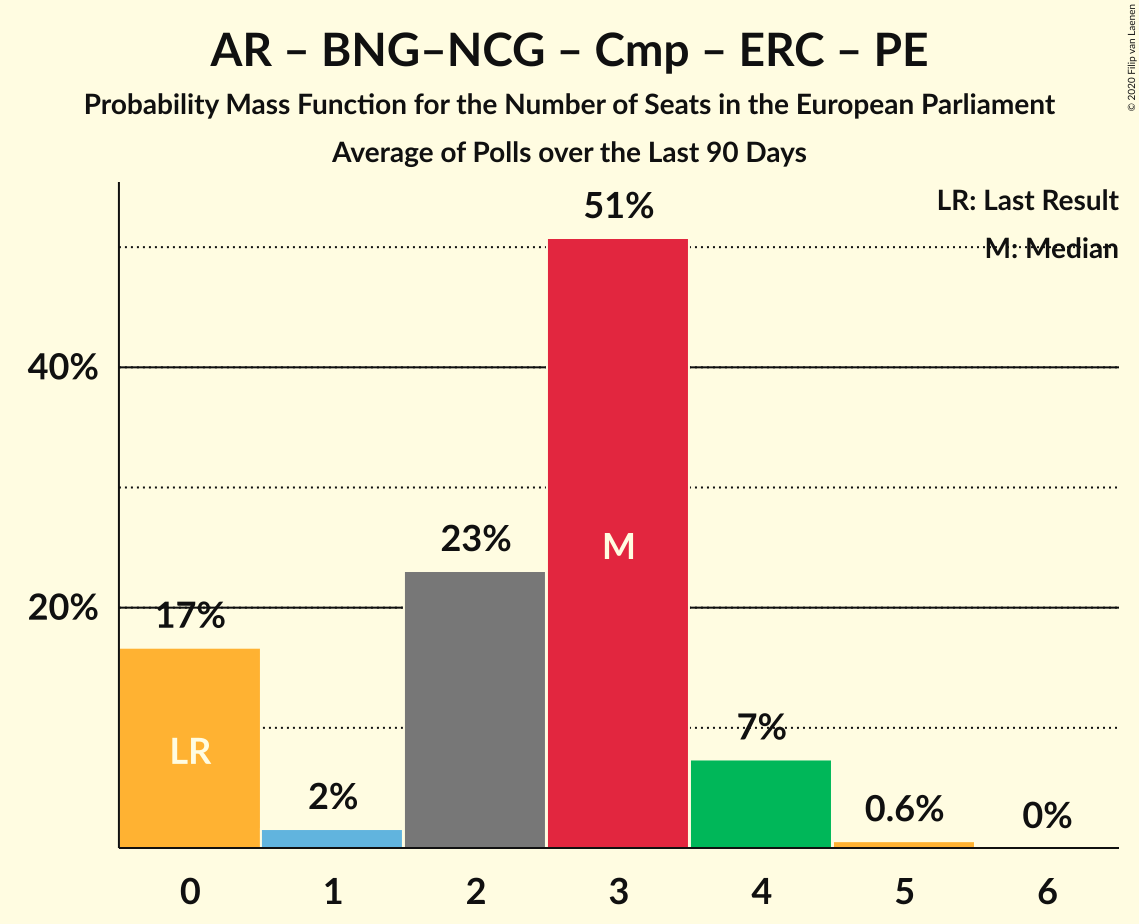 © 2020 Filip van Laenen
AR – BNG–NCG – Cmp – ERC – PE
Probability Mass Function for the Number of Seats in the European Parliament
Average of Polls over the Last 90 Days
LR: Last Result
M: Median
51%
40%
23%
M
20%
17%
LR
7%
2%
0.6%
0%
0 1 2 3 4 5 6